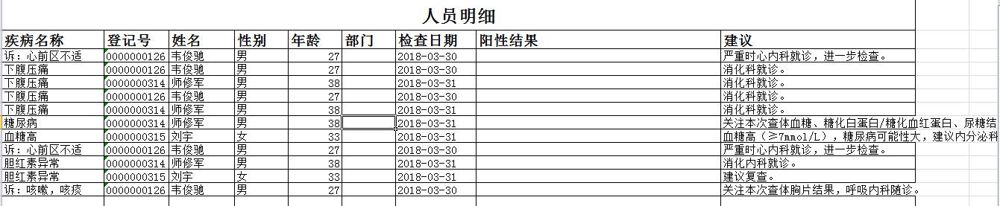 人员明细
疾病名称 登记号 姓名 性别 年龄 部门 检查日期 阳性结果 建议
诉：心前区不适 0000000126 韦俊驰 男 27 2018-03-30 严重时心内科就诊，进一步检查。
下腹压痛 0000000126 韦俊驰 男 27 2018-03-30 消化科就诊。
下腹压痛 0000000314 师修军 男 38 2018-03-31 消化科就诊。
下腹压痛 0000000126 韦俊驰 男 27 2018-03-30 消化科就诊。
下腹压痛 0000000314 师修军 男 38 2018-03-31 消化科就诊。
糖尿病 0000000314 师修军 男 38 2018-03-31 关注本次查体血糖、糖化白蛋白/糖化血红蛋白、尿糖结
血糖高 0000000315 刘宇 女 33 2018-03-31 血糖高（≥7mmol/L），糖尿病可能性大，建议内分泌科
诉：心前区不适 0000000126 韦俊驰 男 27 2018-03-30 严重时心内科就诊，进一步检查。
胆红素异常 0000000314 师修军 男 38 2018-03-31 消化内科就诊。
胆红素异常 0000000315 刘宇 女 33 2018-03-31 建议复查。
诉：咳嗽，咳痰 0000000126 韦俊驰 男 27 2018-03-30 关注本次查体胸片结果，呼吸内科随诊。